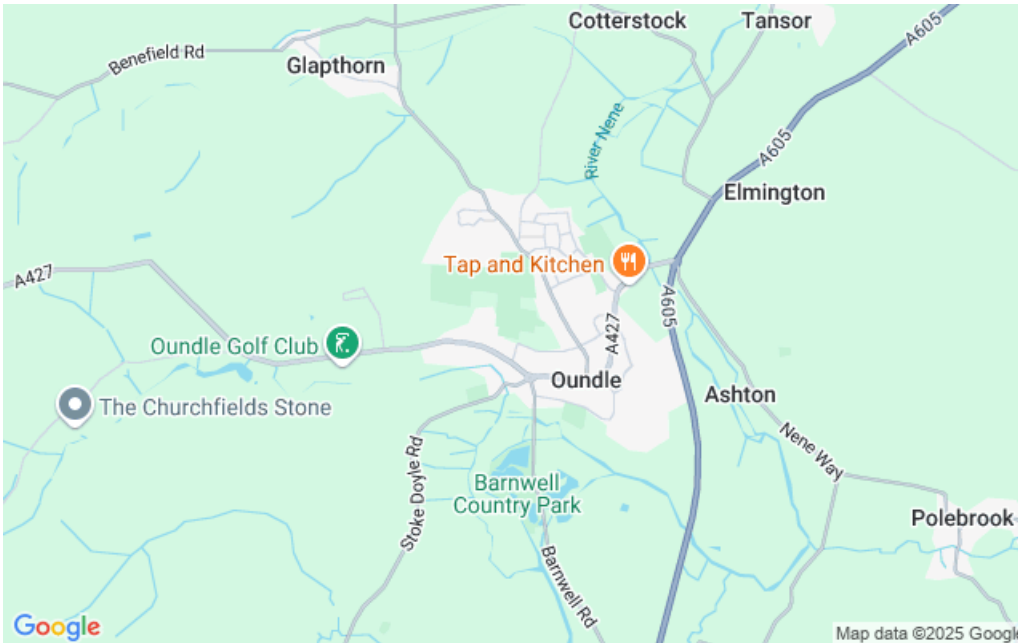 Cotterstock
Tansor
A605
Benefield Rd
Glapthorn
River Nene
A605
Elmington
Tap and Kitchen
A427
A605
A427
Oundle Golf Club
Oundle
Ashton
The Churchfields Stone
Nene Way
Stoke Doyle Rd
Barnwell
Country Park
Polebrook
Barnwell Rd
Google
Map data ©2025 Google